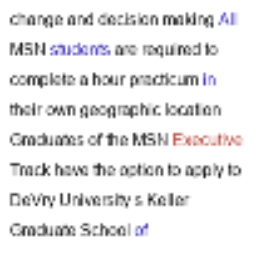 change and decision making All
MSN students are required to
complete a hour practicum in
their own geographic location
Graduates of the MSN Executive
Track have the option to apply to
DeVry University s Keller
Graduate School of